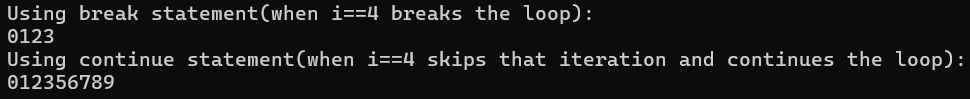 Using break statement(when i==4 breaks the loop):
0123
Using continue statement(when i==4 skips that iteration and continues the loop):
012356789